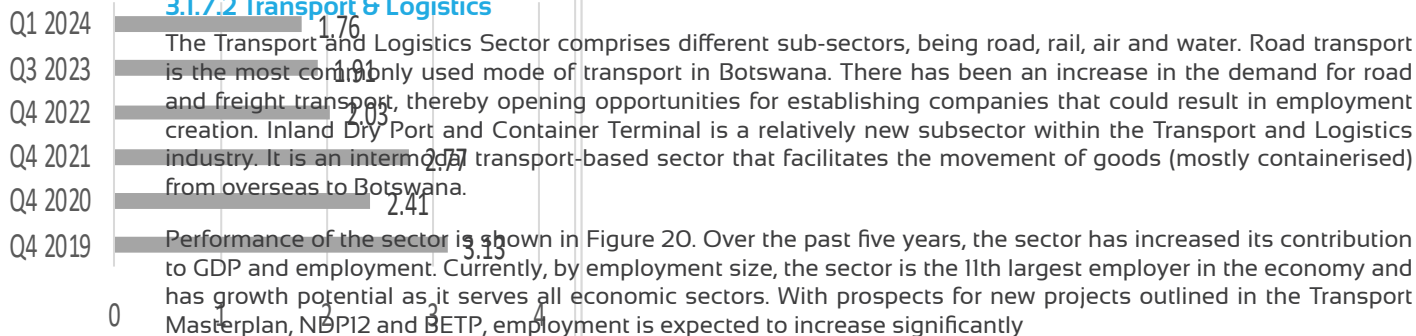 3.1.7.2 Transport & Logistics
The Transport and Logistics Sector comprises different sub-sectors, being road, rail, air and water. Road transport
is the most commonly used mode of transport in Botswana. There has been an increase in the demand for road
and freight transport, thereby opening opportunities for establishing companies that could result in employment
creation. Inland Dry Port and Container Terminal is a relatively new subsector within the Transport and Logistics
industry. It is an intermodal transport-based sector that facilitates the movement of goods (mostly containerised)
from overseas to Botswana.
Performance of the sector is shown in Figure 20. Over the past five years, the sector has increased its contribution
to GDP and employment. Currently, by employment size, the sector is the 11th largest employer in the economy and
has growth potential as it serves all economic sectors. With prospects for new projects outlined in the Transport
Masterplan, NDP12 and BETP, employment is expected to increase significantly
Q1 2024 1.76
Q3 2023 1.91
Q4 2022 2.03
Q4 2021 2.77
Q4 2020 2.41
Q4 2019 3.13
0 1 2 3 4